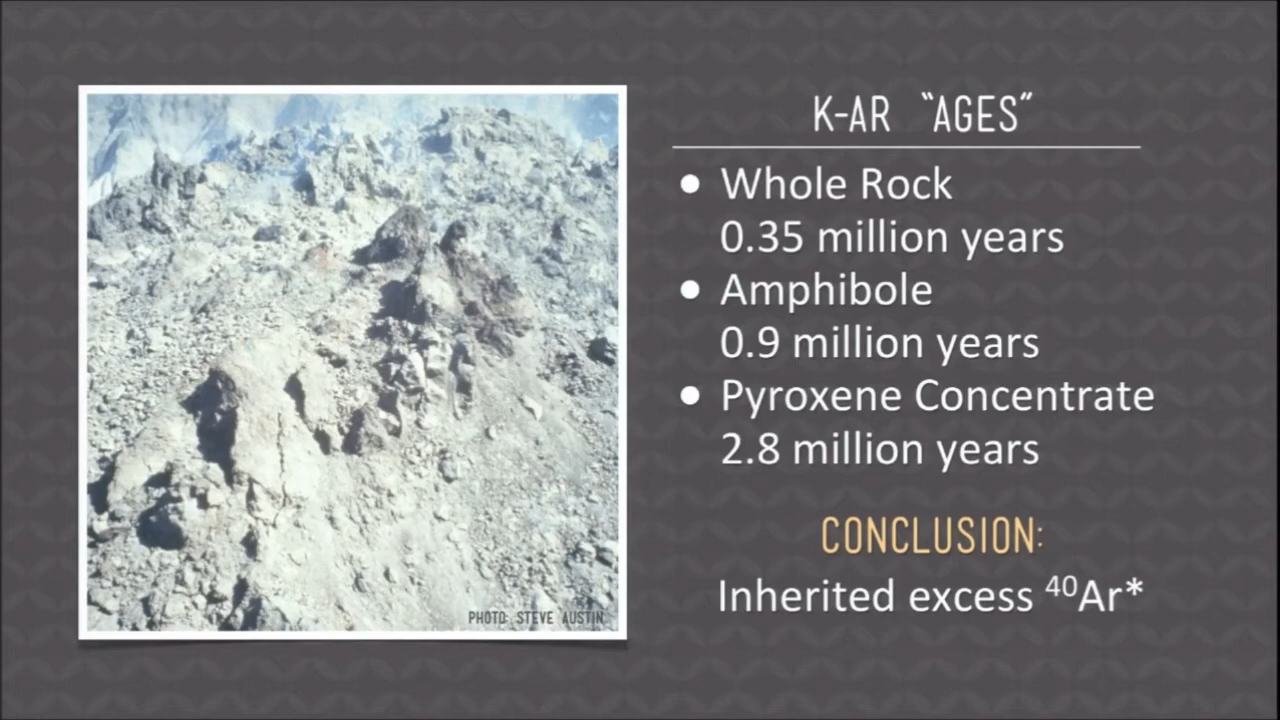 K-AR "AGES"
• Whole Rock
0.35 million years
• Amphibole
0.9 million years
• Pyroxene Concentrate
2.8 million years
CONCLUSION:
Inherited excess ⁴⁰Ar*
PHOTO: STEVE AUSTIN